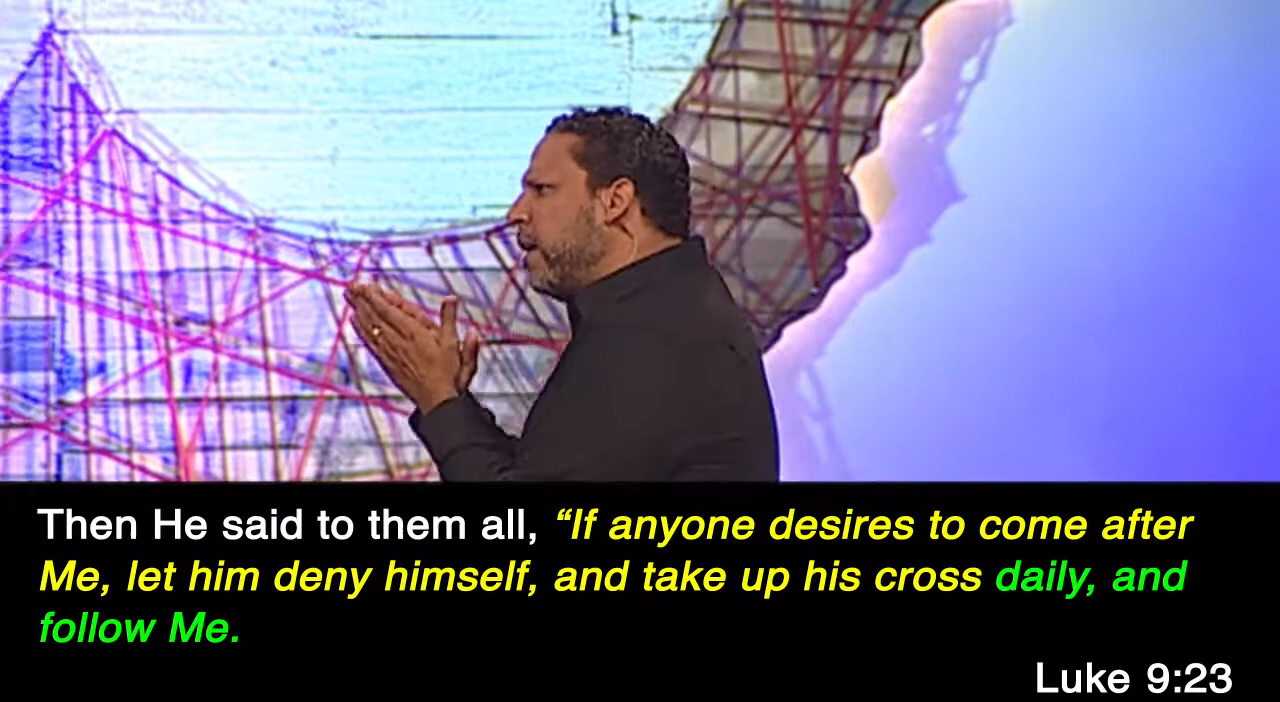 Then He said to them all, “If anyone desires to come after
Me, let him deny himself, and take up his cross daily, and
follow Me.
Luke 9:23